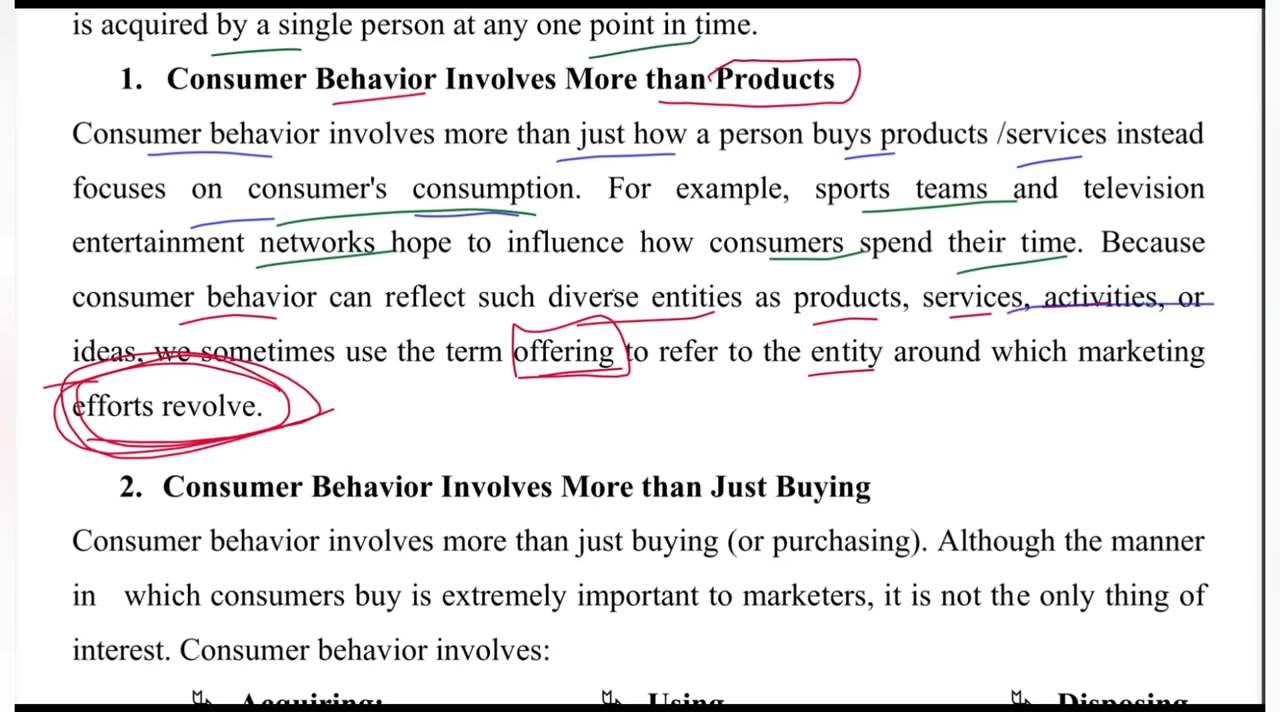 is acquired by a single person at any one point in time.
1. Consumer Behavior Involves More than Products
Consumer behavior involves more than just how a person buys products /services instead
focuses on consumer's consumption. For example, sports teams and television
entertainment networks hope to influence how consumers spend their time. Because
consumer behavior can reflect such diverse entities as products, services, activities, or
ideas, we sometimes use the term offering to refer to the entity around which marketing
efforts revolve.
2. Consumer Behavior Involves More than Just Buying
Consumer behavior involves more than just buying (or purchasing). Although the manner
in which consumers buy is extremely important to marketers, it is not the only thing of
interest. Consumer behavior involves:
Acquiring: Using Disposing